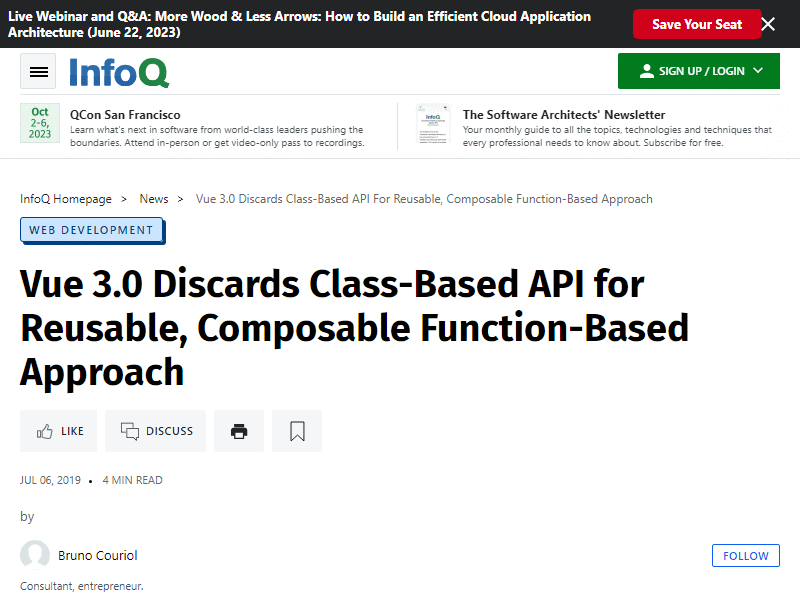 Live Webinar and Q&A: More Wood & Less Arrows: How to Build an Efficient Cloud Application
Architecture (June 22, 2023)
Save Your Seat
InfoQ
SIGN UP / LOGIN
Oct
2-6,
2023
QCon San Francisco
Learn what's next in software from world-class leaders pushing the
boundaries. Attend in-person or get video-only pass to recordings.
InfoQ
The Software Architects' Newsletter
Your monthly guide to all the topics, technologies and techniques that
every professional needs to know about. Subscribe for free.
InfoQ Homepage > News > Vue 3.0 Discards Class-Based API For Reusable, Composable Function-Based Approach
WEB DEVELOPMENT
Vue 3.0 Discards Class-Based API for
Reusable, Composable Function-Based
Approach
LIKE
DISCUSS
JUL 06, 2019 • 4 MIN READ
by
Bruno Couriol
FOLLOW
Consultant, entrepreneur.